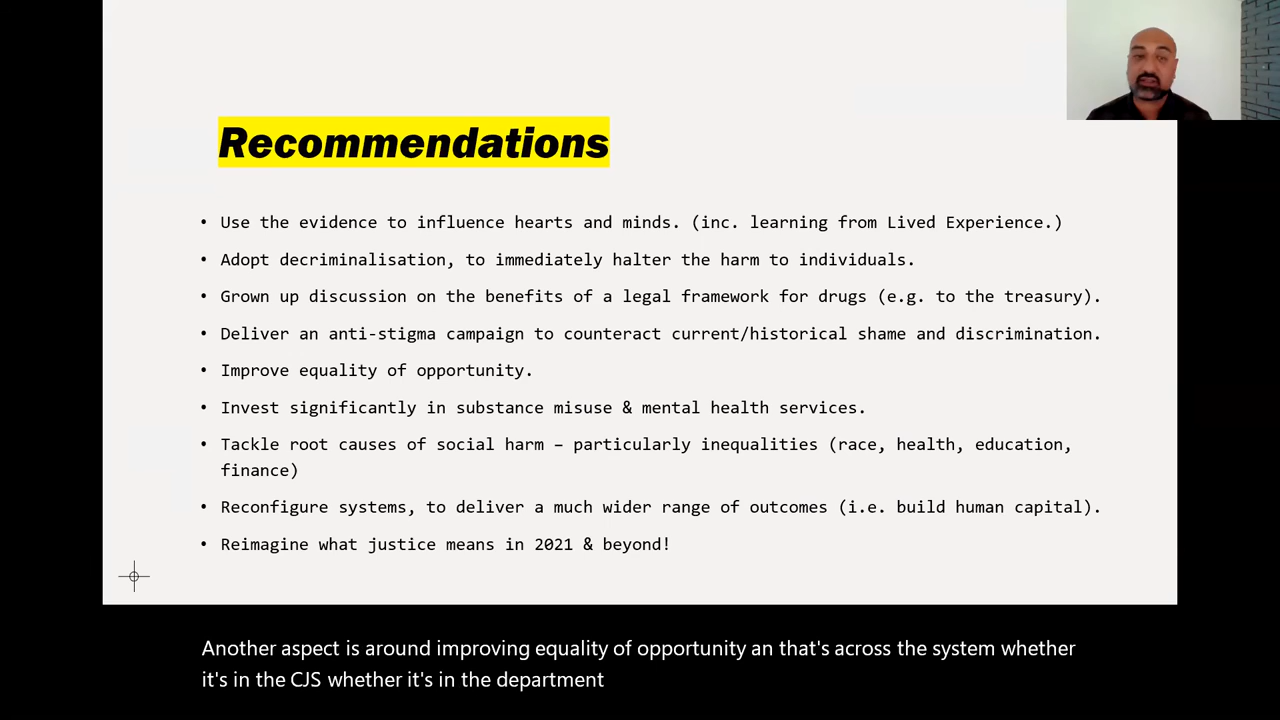 Recommendations
• Use the evidence to influence hearts and minds. (inc. learning from Lived Experience.)
• Adopt decriminalisation, to immediately halter the harm to individuals.
• Grown up discussion on the benefits of a legal framework for drugs (e.g. to the treasury).
• Deliver an anti-stigma campaign to counteract current/historical shame and discrimination.
• Improve equality of opportunity.
• Invest significantly in substance misuse & mental health services.
• Tackle root causes of social harm – particularly inequalities (race, health, education,
finance)
• Reconfigure systems, to deliver a much wider range of outcomes (i.e. build human capital).
• Reimagine what justice means in 2021 & beyond!
Another aspect is around improving equality of opportunity an that's across the system whether
it's in the CJS whether it's in the department